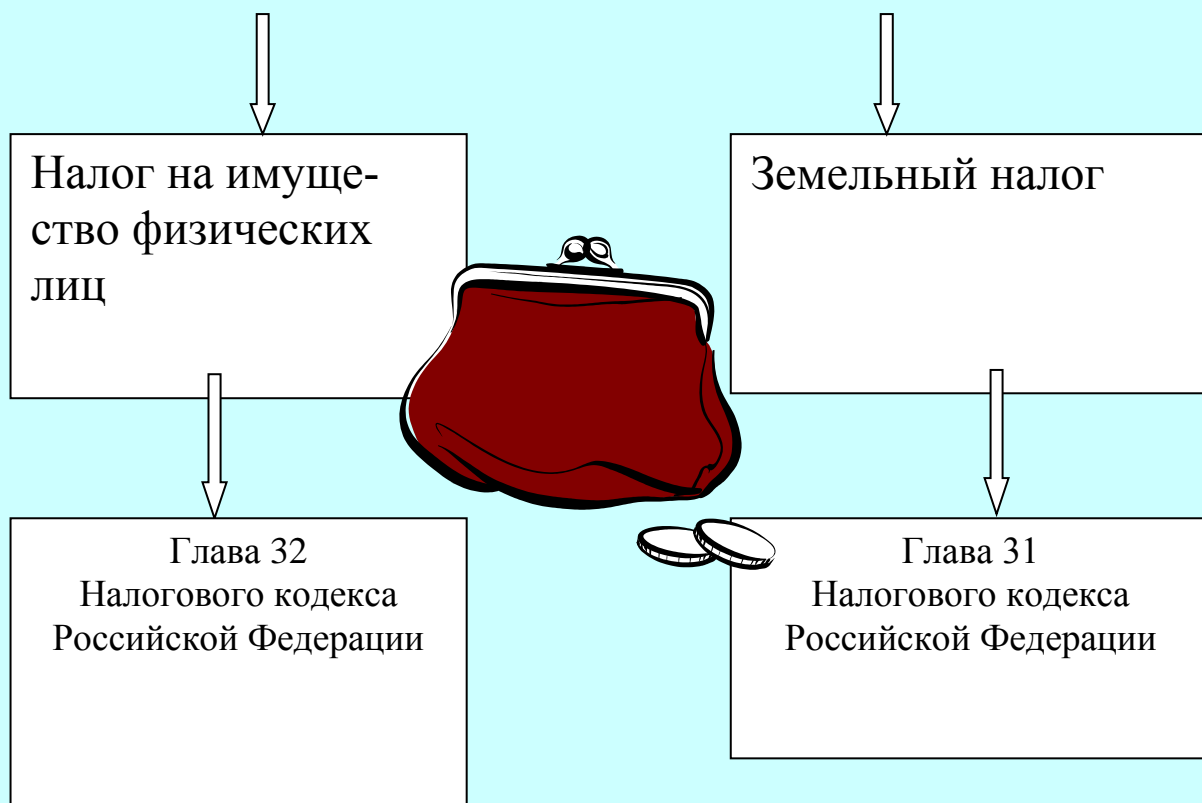 Налог на имуще-
ство физических
лиц
Земельный налог
Глава 32
Налогового кодекса
Российской Федерации
Глава 31
Налогового кодекса
Российской Федерации